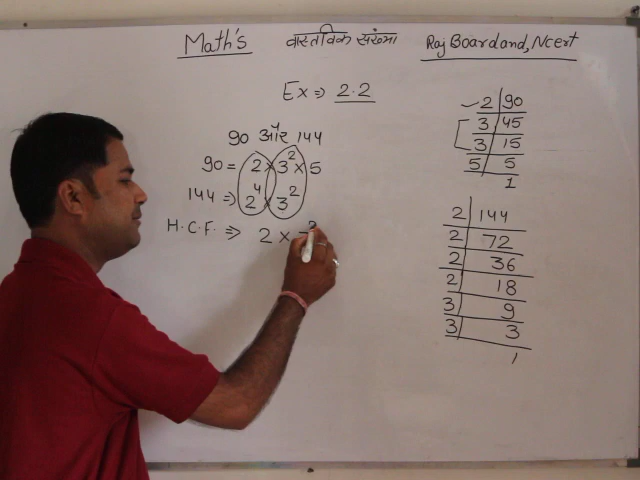 Math's वास्तविक संख्या Raj Board and, Ncert
Ex ⇒ 2.2
90 और 144
90 = 2 × 3² × 5
144 ⇒ 2⁴ × 3²
H.C.F. ⇒ 2 ×
2 | 90
3 | 45
3 | 15
5 | 5
1
2 | 144
2 | 72
2 | 36
2 | 18
3 | 9
3 | 3
1